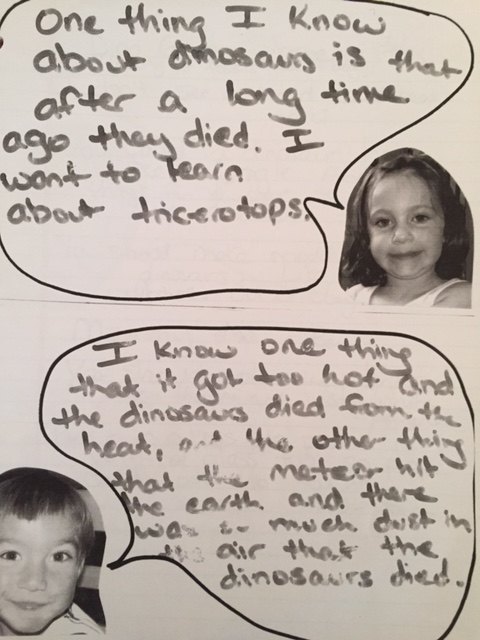 One thing I know
about dinosaurs is that
after a long time
ago they died. I
want to learn
about tricerotops.
I know one thing
that it got too hot and
the dinosaurs died from the
heat, and the other thing
that the meteor hit
the earth and there
was so much dust in
the air that the
dinosaurs died.